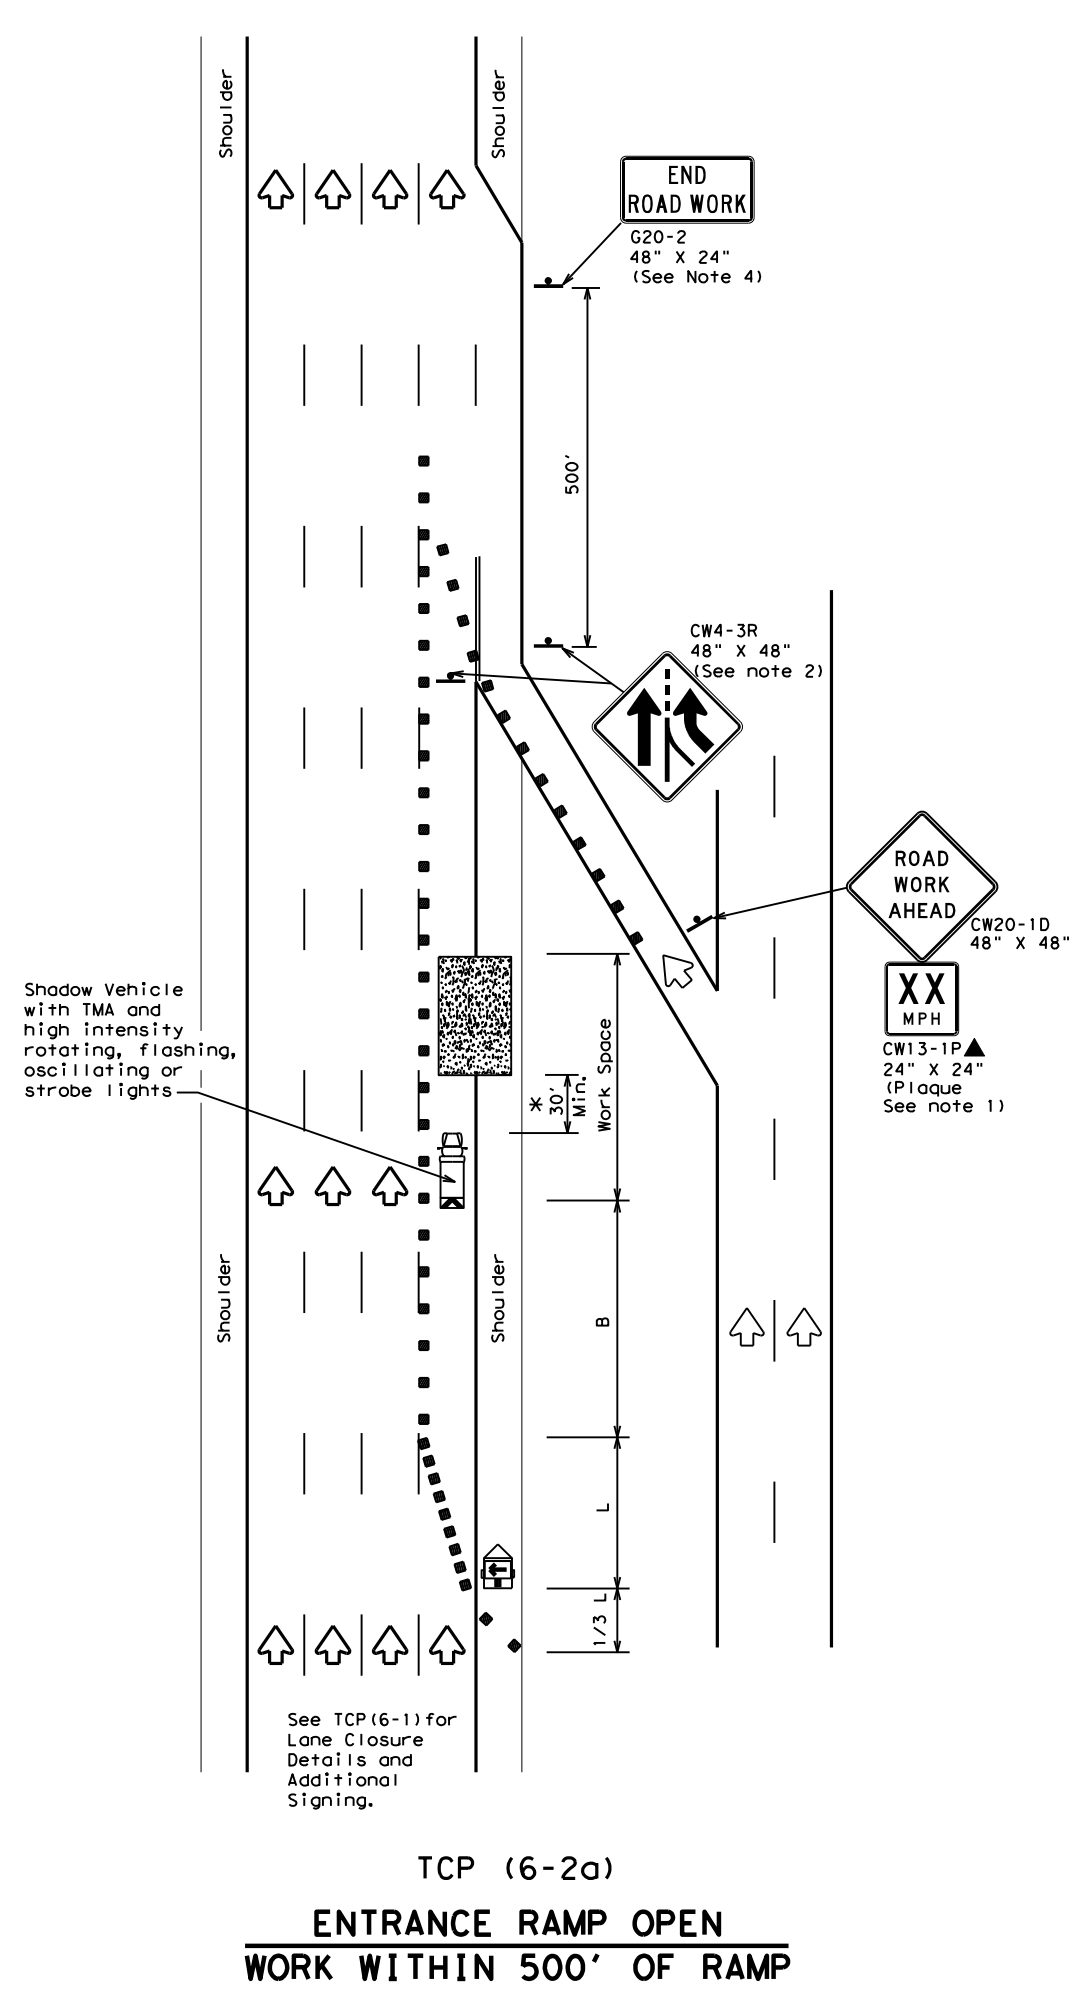 Shoulder
Shoulder
END
ROAD WORK
G20-2
48" X 24"
(See Note 4)
500'
CW4-3R
48" X 48"
(See note 2)
ROAD
WORK
AHEAD
CW20-1D
48" X 48"
XX
MPH
CW13-1P▲
24" X 24"
(Plaque
See note 1)
Shadow Vehicle
with TMA and
high intensity
rotating, flashing,
oscillating or
strobe lights
* 30'
Min.
Work Space
Shoulder
Shoulder
B
L
1/3 L
See TCP(6-1)for
Lane Closure
Details and
Additional
Signing.
TCP (6-2a)
ENTRANCE RAMP OPEN
WORK WITHIN 500' OF RAMP